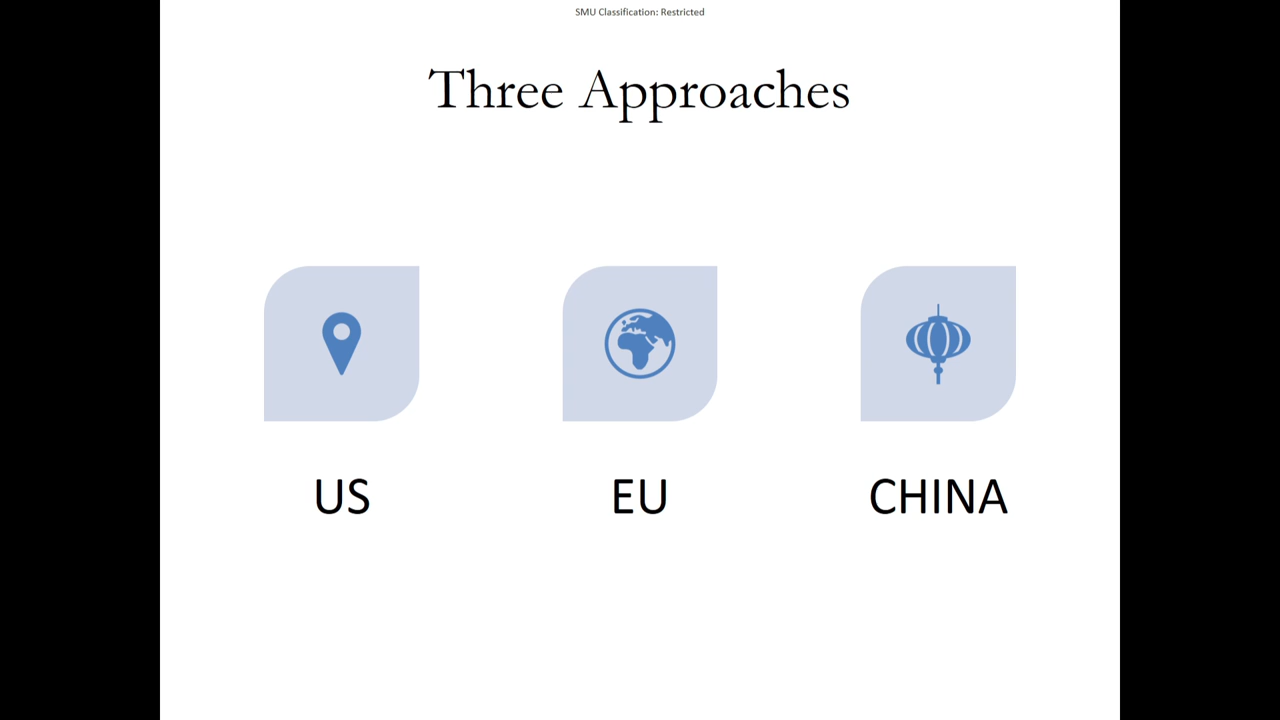 SMU Classification: Restricted
Three Approaches
US
EU
CHINA